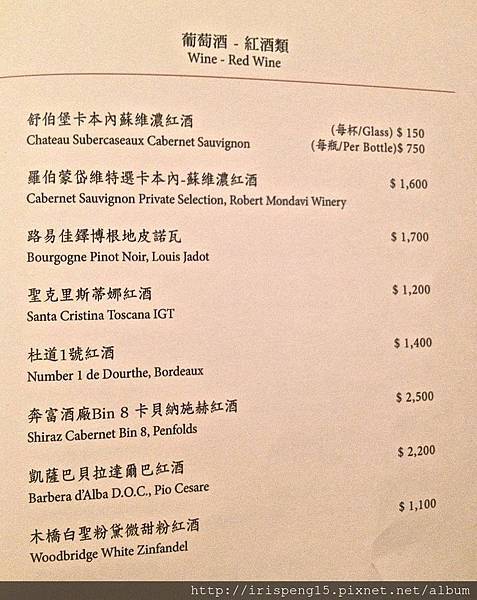 葡萄酒 - 紅酒類
Wine - Red Wine
舒伯堡卡本內蘇維濃紅酒
(每杯/Glass) $ 150
Chateau Subercaseaux Cabernet Sauvignon
(每瓶/Per Bottle)$ 750
羅伯蒙岱維特選卡本內-蘇維濃紅酒
$ 1,600
Cabernet Sauvignon Private Selection, Robert Mondavi Winery
路易佳鐸博根地皮諾瓦
$ 1,700
Bourgogne Pinot Noir, Louis Jadot
聖克里斯蒂娜紅酒
$ 1,200
Santa Cristina Toscana IGT
杜道1號紅酒
$ 1,400
Number 1 de Dourthe, Bordeaux
奔富酒廠Bin 8 卡貝納施赫紅酒
$ 2,500
Shiraz Cabernet Bin 8, Penfolds
凱薩巴貝拉達爾巴紅酒
$ 2,200
Barbera d'Alba D.O.C., Pio Cesare
木橋白聖粉黛微甜粉紅酒
$ 1,100
Woodbridge White Zinfandel
http://irispeng15.pixnet.net/album